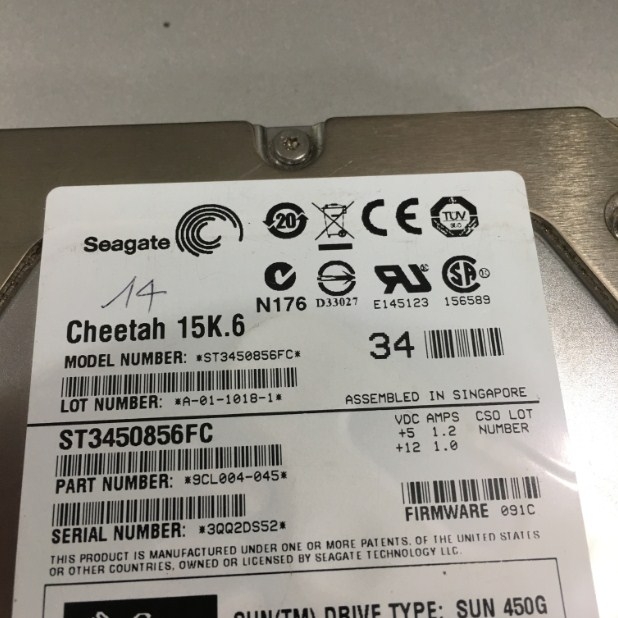 Seagate
20
CE
TUV
N176
D33027
E145123
156589
14
Cheetah 15K.6
34
MODEL NUMBER: *ST3450856FC*
LOT NUMBER: *A-01-1018-1*
ASSEMBLED IN SINGAPORE
ST3450856FC
VDC AMPS CSO LOT
+5 1.2 NUMBER
+12 1.0
PART NUMBER: *9CL004-045*
SERIAL NUMBER: *3QQ2DS52*
FIRMWARE 091C
THIS PRODUCT IS MANUFACTURED UNDER ONE OR MORE PATENTS, OF THE UNITED STATES
OR OTHER COUNTRIES, OWNED OR LICENSED BY SEAGATE TECHNOLOGY LLC.
SUN(TM) DRIVE TYPE: SUN 450G